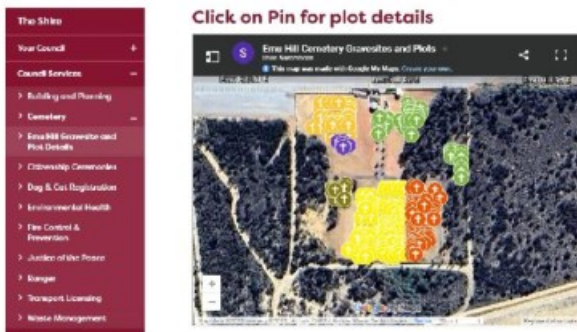 The Shire
Your Council +
Council Services –
> Building and Planning
> Cemetery –
> Emu Hill Gravesite and
Plot Details
> Citizenship Ceremonies
> Dog & Cat Registration
> Environmental Health
> Fire Control &
Prevention
> Justice of the Peace
> Ranger
> Transport Licensing
> Waste Management
Click on Pin for plot details
S
Emu Hill Cemetery Gravesites and Plots
This map was made with Google My Maps. Create your own.
+
–